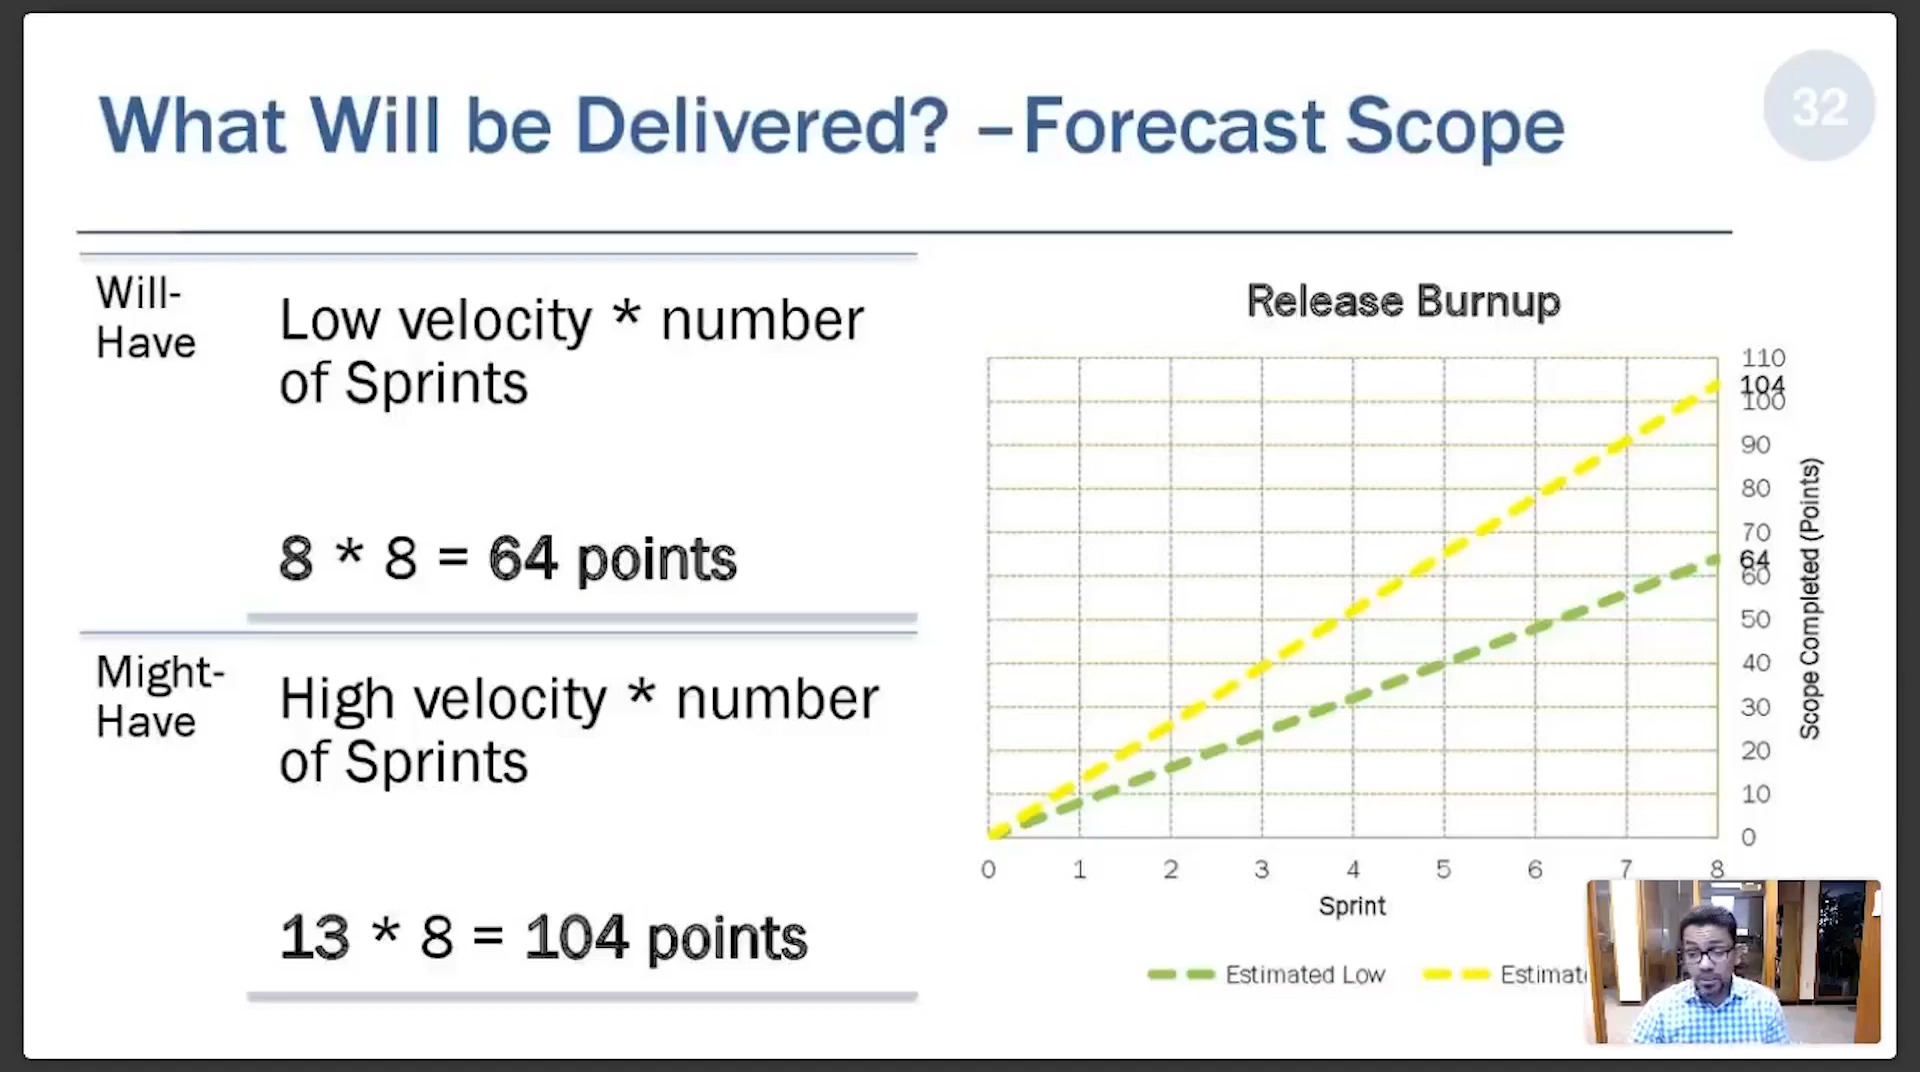 What Will be Delivered? –Forecast Scope
32
Will-
Have
Low velocity * number
of Sprints
8 * 8 = 64 points
Might-
Have
High velocity * number
of Sprints
13 * 8 = 104 points
Release Burnup
110
104
100
90
80
70
64
60
50
40
30
20
10
0
Scope Completed (Points)
0 1 2 3 4 5 6 7 8
Sprint
Estimated Low